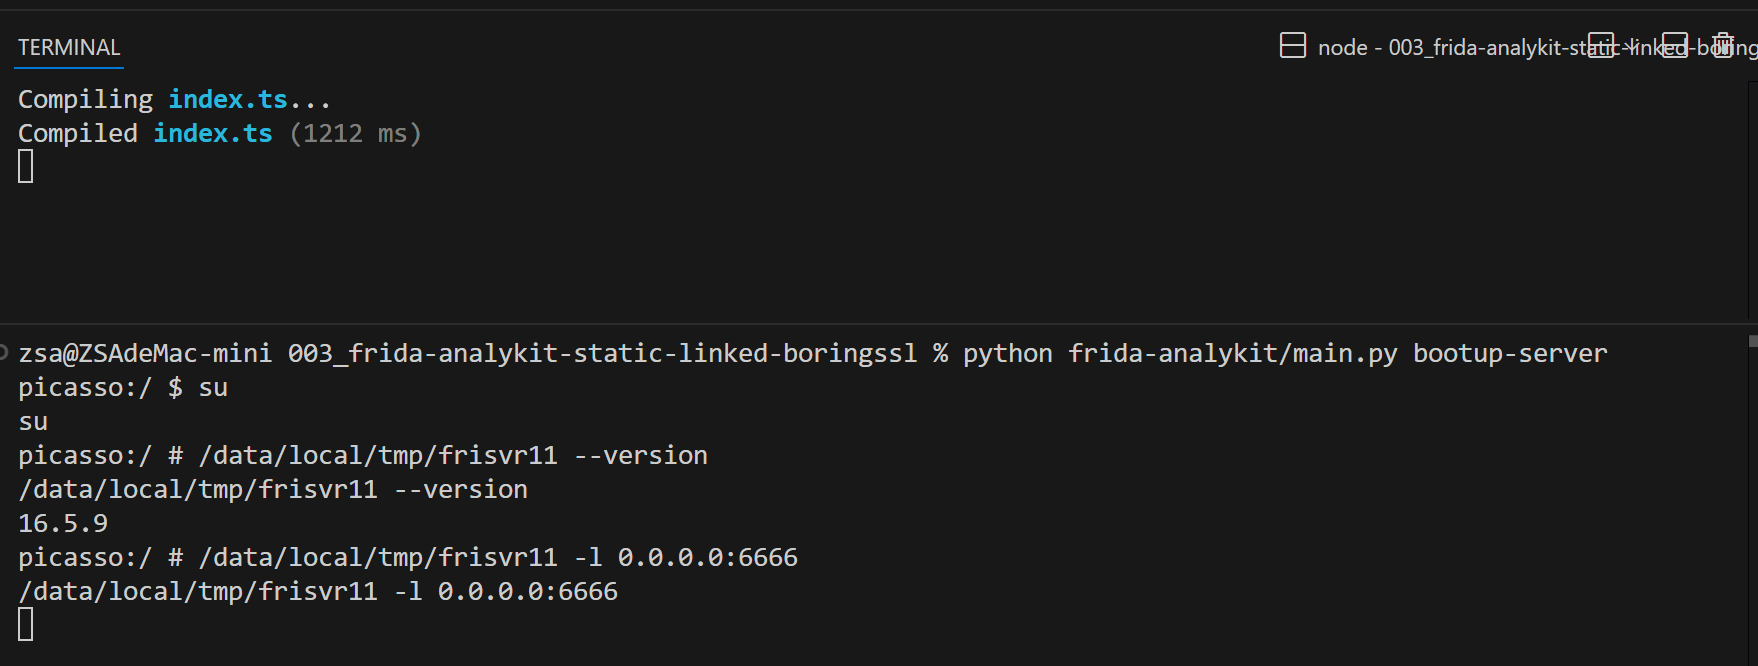 TERMINAL
node - 003_frida-analykit-static-linked-boring
Compiling index.ts...
Compiled index.ts (1212 ms)
zsa@ZSAdeMac-mini 003_frida-analykit-static-linked-boringssl % python frida-analykit/main.py bootup-server
picasso:/ $ su
su
picasso:/ # /data/local/tmp/frisvr11 --version
/data/local/tmp/frisvr11 --version
16.5.9
picasso:/ # /data/local/tmp/frisvr11 -l 0.0.0.0:6666
/data/local/tmp/frisvr11 -l 0.0.0.0:6666